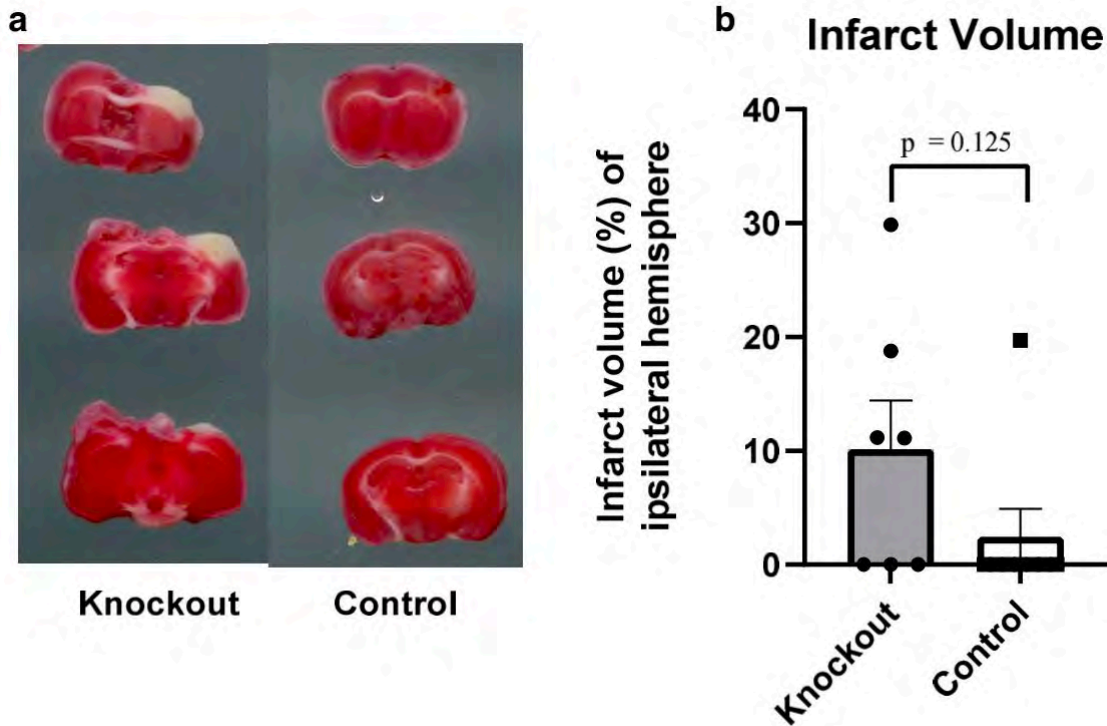 a
Knockout
Control
b
Infarct Volume
Infarct volume (%) of
ipsilateral hemisphere
40
30
20
10
0
p = 0.125
Knockout
Control